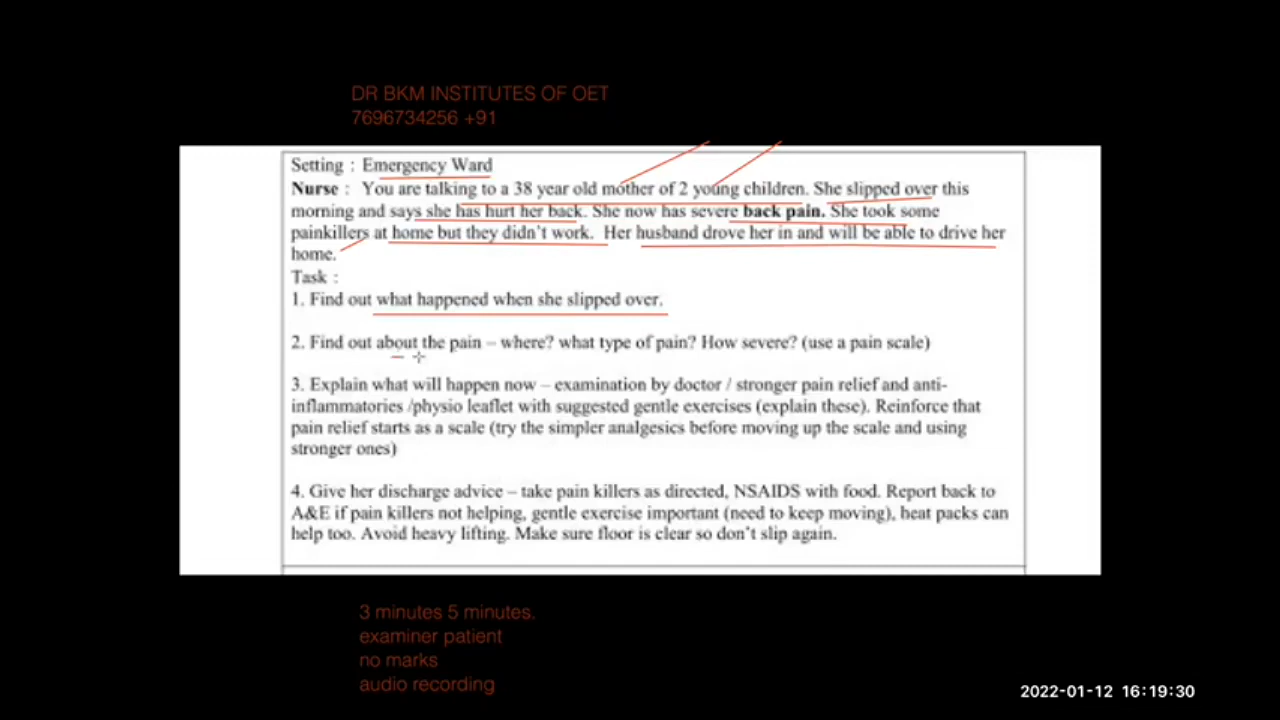 DR BKM INSTITUTES OF OET
7696734256 +91
Setting : Emergency Ward
Nurse : You are talking to a 38 year old mother of 2 young children. She slipped over this
morning and says she has hurt her back. She now has severe back pain. She took some
painkillers at home but they didn't work. Her husband drove her in and will be able to drive her
home.
Task :
1. Find out what happened when she slipped over.
2. Find out about the pain – where? what type of pain? How severe? (use a pain scale)
3. Explain what will happen now – examination by doctor / stronger pain relief and anti-
inflammatories /physio leaflet with suggested gentle exercises (explain these). Reinforce that
pain relief starts as a scale (try the simpler analgesics before moving up the scale and using
stronger ones)
4. Give her discharge advice – take pain killers as directed, NSAIDS with food. Report back to
A&E if pain killers not helping, gentle exercise important (need to keep moving), heat packs can
help too. Avoid heavy lifting. Make sure floor is clear so don't slip again.
3 minutes 5 minutes.
examiner patient
no marks
audio recording
2022-01-12 16:19:30